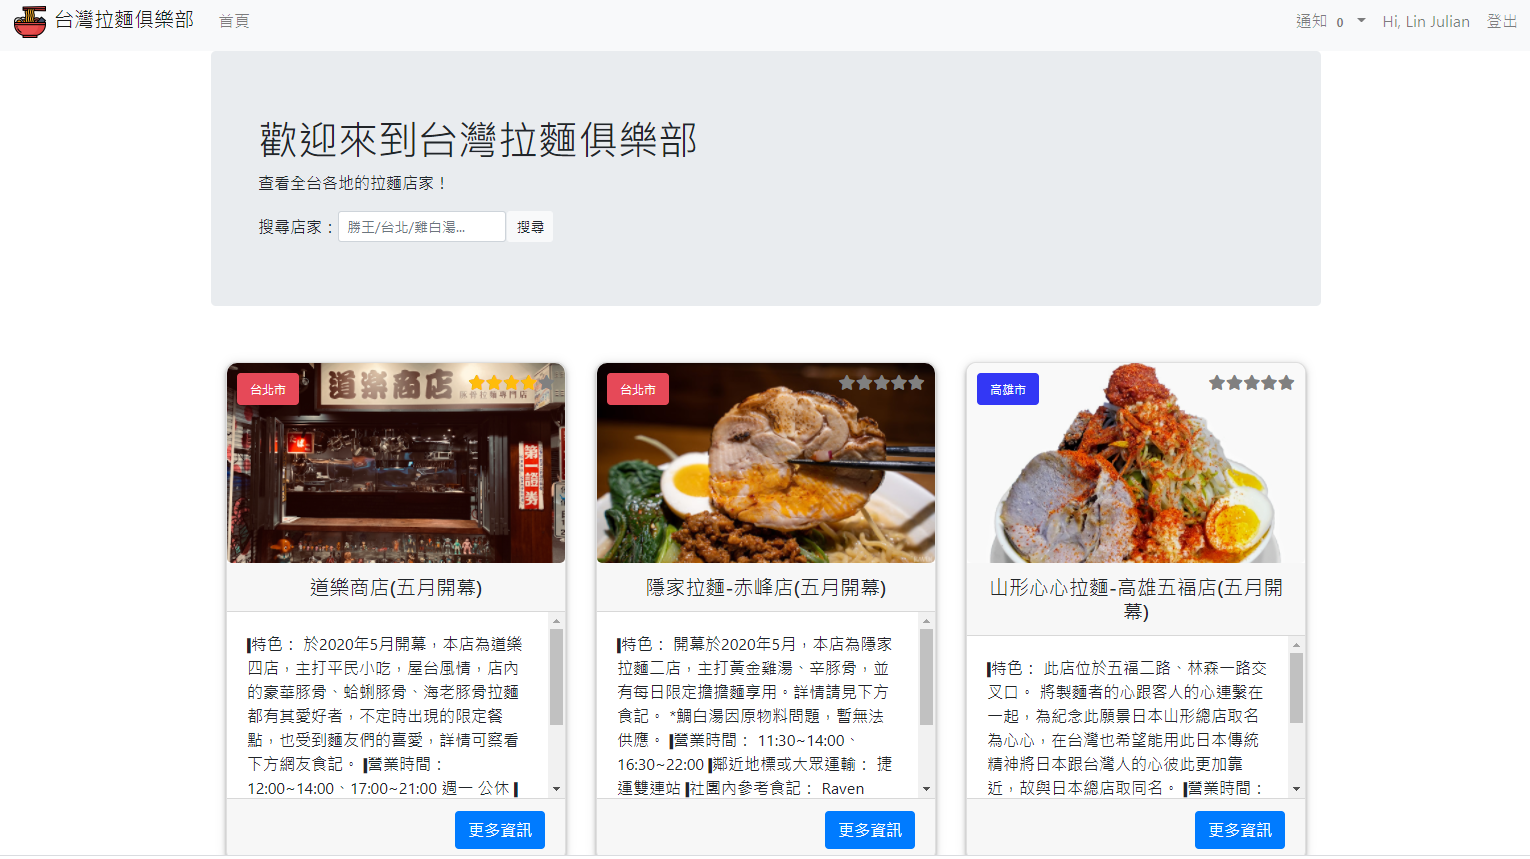 台灣拉麵俱樂部 首頁 通知 0 Hi, Lin Julian 登出
歡迎來到台灣拉麵俱樂部
查看全台各地的拉麵店家！
搜尋店家： 勝王/台北/雞白湯... 搜尋
台北市
道楽商店
豚骨拉麵專門店
第一證券
道樂商店(五月開幕)
▐特色： 於2020年5月開幕，本店為道樂
四店，主打平民小吃，屋台風情，店內
的豪華豚骨、蛤蜊豚骨、海老豚骨拉麵
都有其愛好者，不定時出現的限定餐
點，也受到麵友們的喜愛，詳情可察看
下方網友食記。 ▐營業時間：
12:00~14:00、17:00~21:00 週一 公休 ▐
更多資訊
台北市
隱家拉麵-赤峰店(五月開幕)
▐特色： 開幕於2020年5月，本店為隱家
拉麵二店，主打黃金雞湯、辛豚骨，並
有每日限定擔擔麵享用。詳情請見下方
食記。 *鯛白湯因原物料問題，暫無法
供應。 ▐營業時間： 11:30~14:00、
16:30~22:00 ▐鄰近地標或大眾運輸： 捷
運雙連站 ▐社團內參考食記： Raven
更多資訊
高雄市
山形心心拉麵-高雄五福店(五月開
幕)
▐特色： 此店位於五福二路、林森一路交
叉口。 將製麵者的心跟客人的心連繫在
一起，為紀念此願景日本山形總店取名
為心心，在台灣也希望能用此日本傳統
精神將日本跟台灣人的心彼此更加靠
近，故與日本總店取同名。 ▐營業時間：
更多資訊